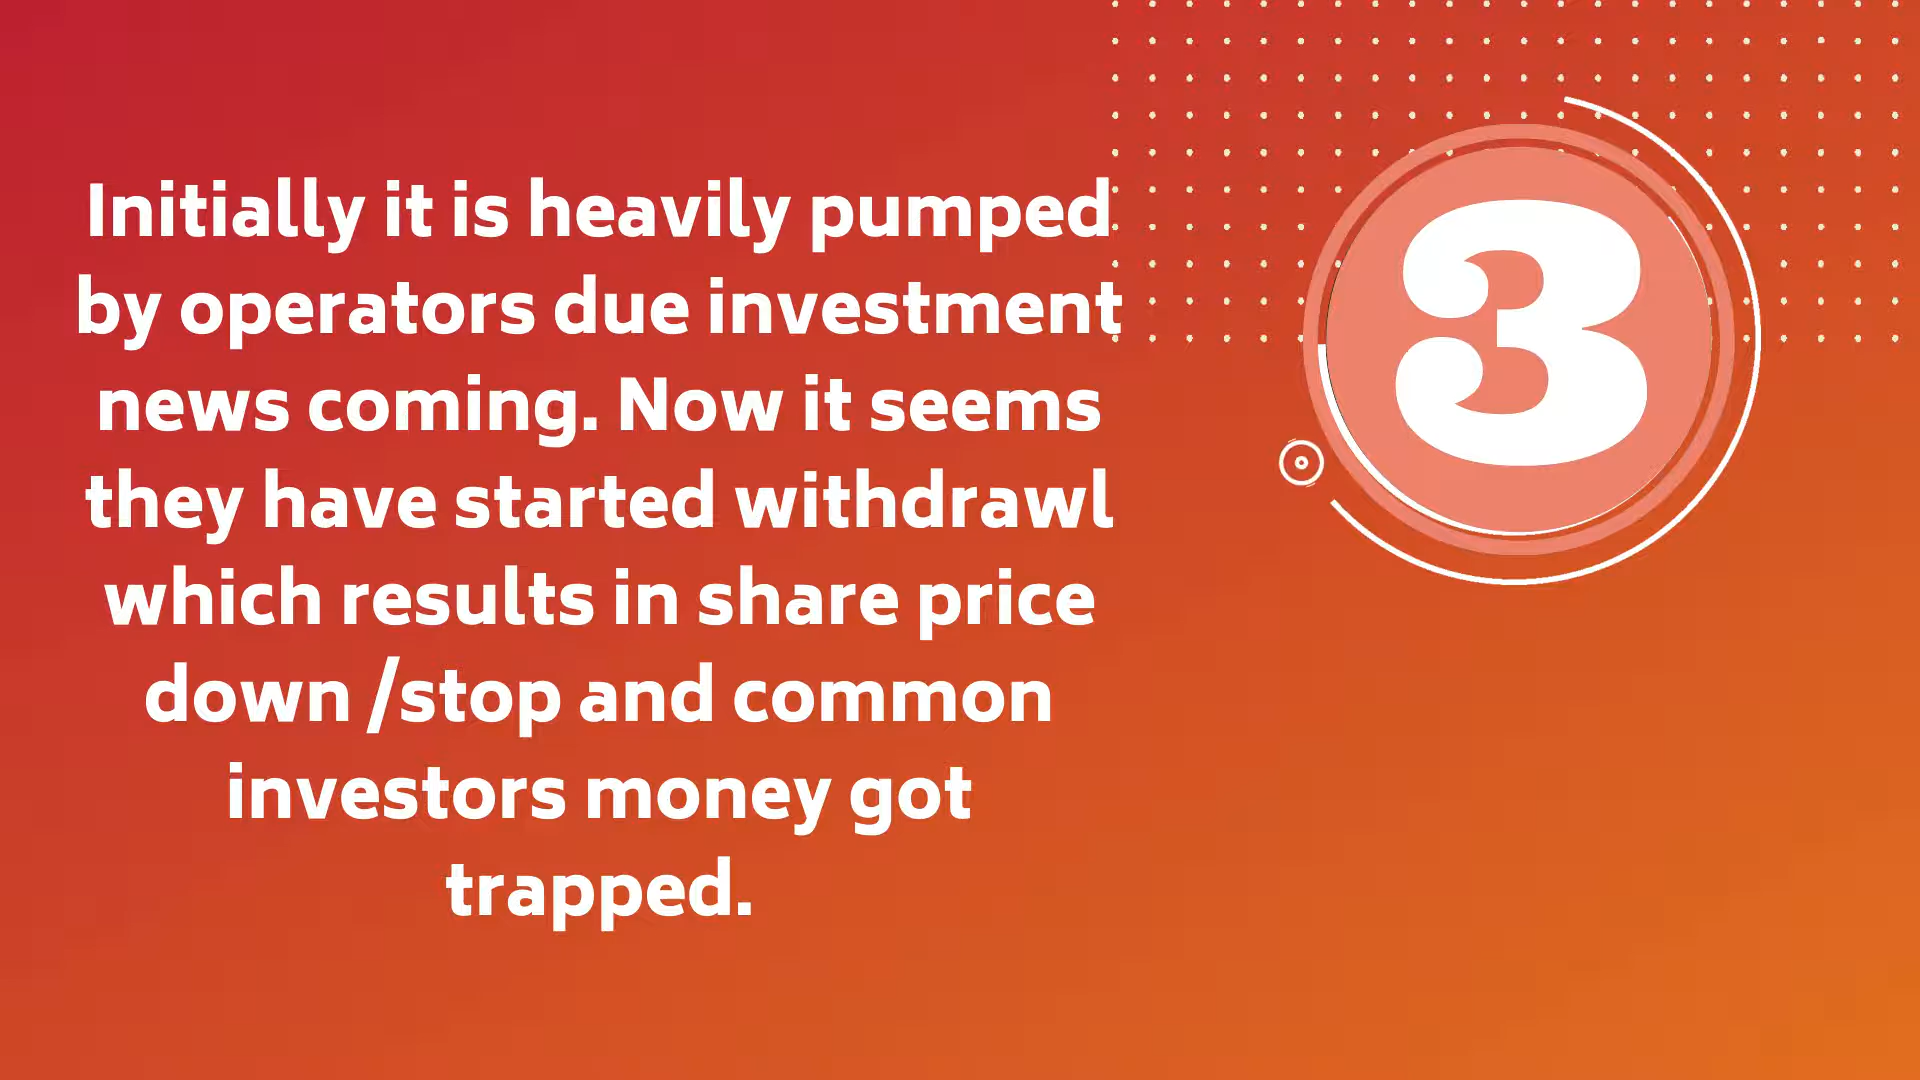 Initially it is heavily pumped
by operators due investment
news coming. Now it seems
they have started withdrawl
which results in share price
down /stop and common
investors money got
trapped.
3